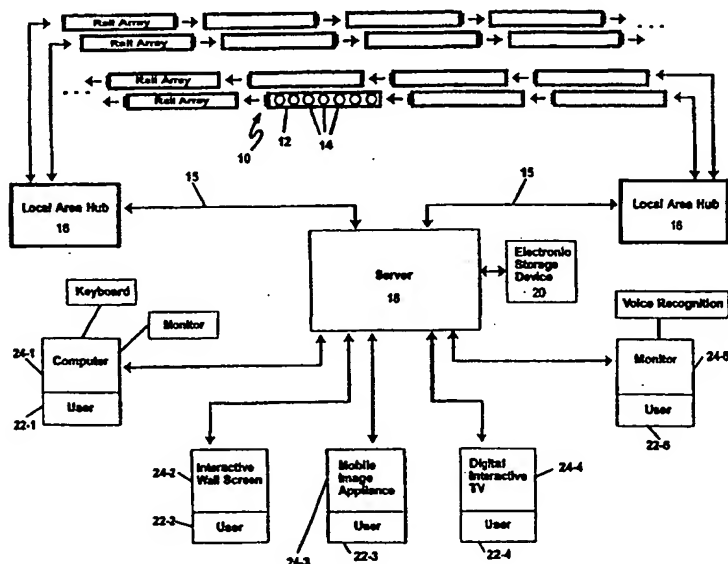 Rail Array
Rail Array
...
Rail Array
... Rail Array
12
14
10
15
15
Local Area Hub
16
Local Area Hub
16
Server
18
Electronic
Storage
Device
20
Keyboard
Monitor
Voice Recognition
24-1
Computer
User
22-1
Monitor
24-5
User
22-5
24-2
Interactive
Wall Screen
User
22-2
Mobile
Image
Appliance
User
24-3
22-3
Digital
Interactive
TV
24-4
User
22-4